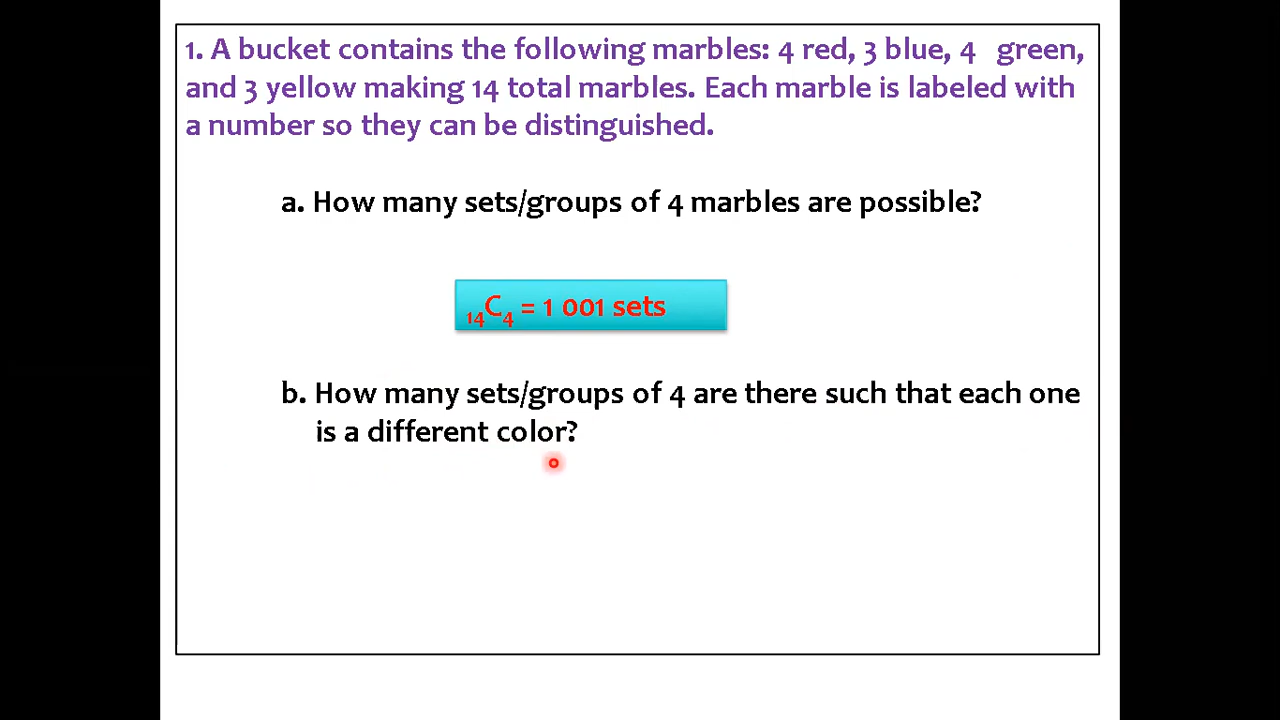 1. A bucket contains the following marbles: 4 red, 3 blue, 4 green,
and 3 yellow making 14 total marbles. Each marble is labeled with
a number so they can be distinguished.
a. How many sets/groups of 4 marbles are possible?
₁₄C₄ = 1 001 sets
b. How many sets/groups of 4 are there such that each one
is a different color?